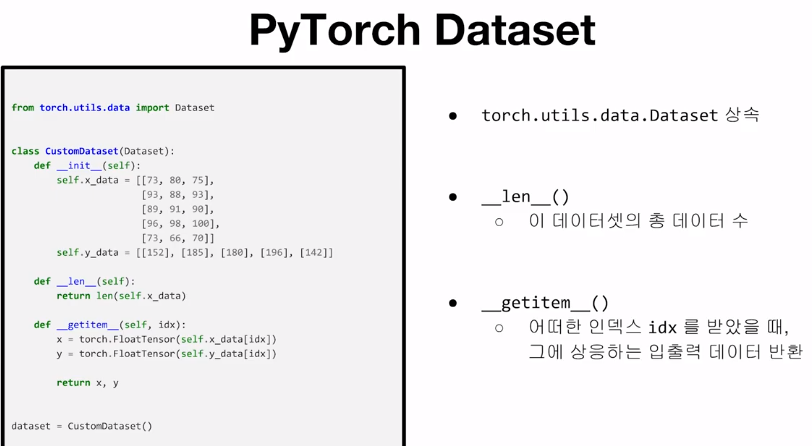 PyTorch Dataset
from torch.utils.data import Dataset
class CustomDataset(Dataset):
def __init__(self):
self.x_data = [[73, 80, 75],
[93, 88, 93],
[89, 91, 90],
[96, 98, 100],
[73, 66, 70]]
self.y_data = [[152], [185], [180], [196], [142]]
def __len__(self):
return len(self.x_data)
def __getitem__(self, idx):
x = torch.FloatTensor(self.x_data[idx])
y = torch.FloatTensor(self.y_data[idx])
return x, y
dataset = CustomDataset()
● torch.utils.data.Dataset 상속
● __len__()
○ 이 데이터셋의 총 데이터 수
● __getitem__()
○ 어떠한 인덱스 idx 를 받았을 때,
그에 상응하는 입출력 데이터 반환